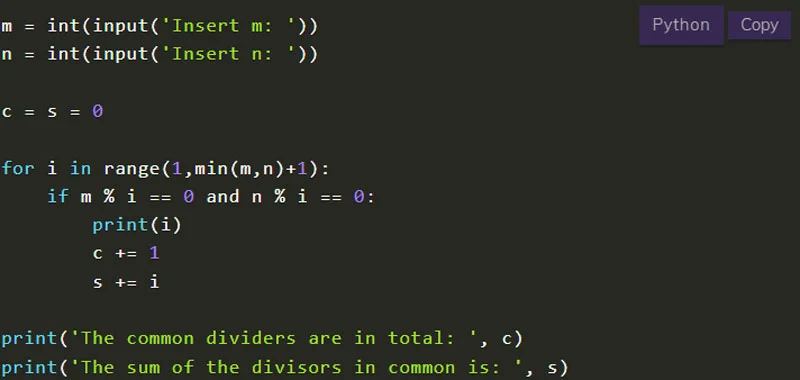 Python Copy
m = int(input('Insert m: '))
n = int(input('Insert n: '))
c = s = 0
for i in range(1,min(m,n)+1):
    if m % i == 0 and n % i == 0:
        print(i)
        c += 1
        s += i
print('The common dividers are in total: ', c)
print('The sum of the divisors in common is: ', s)